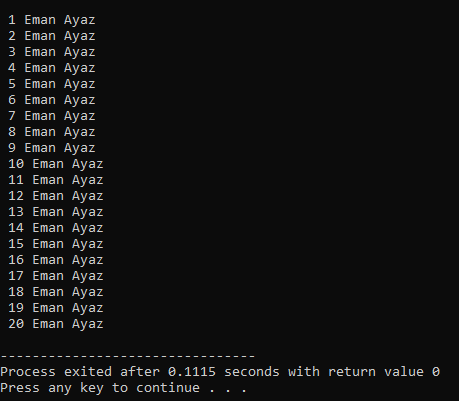 1 Eman Ayaz
2 Eman Ayaz
3 Eman Ayaz
4 Eman Ayaz
5 Eman Ayaz
6 Eman Ayaz
7 Eman Ayaz
8 Eman Ayaz
9 Eman Ayaz
10 Eman Ayaz
11 Eman Ayaz
12 Eman Ayaz
13 Eman Ayaz
14 Eman Ayaz
15 Eman Ayaz
16 Eman Ayaz
17 Eman Ayaz
18 Eman Ayaz
19 Eman Ayaz
20 Eman Ayaz
--------------------------------
Process exited after 0.1115 seconds with return value 0
Press any key to continue . . .